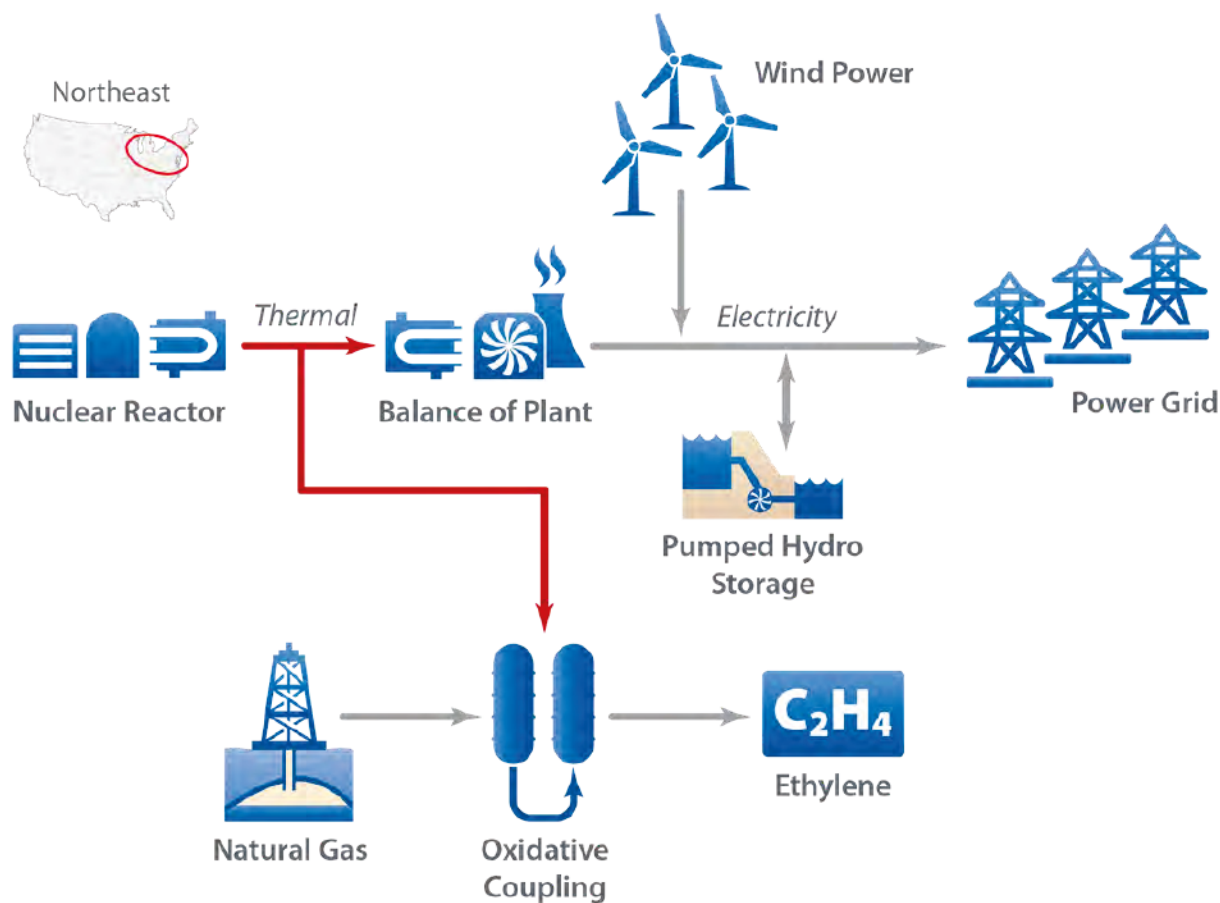 Northeast
Wind Power
Thermal
Electricity
Nuclear Reactor
Balance of Plant
Power Grid
Pumped Hydro
Storage
C₂H₄
Natural Gas
Oxidative
Coupling
Ethylene